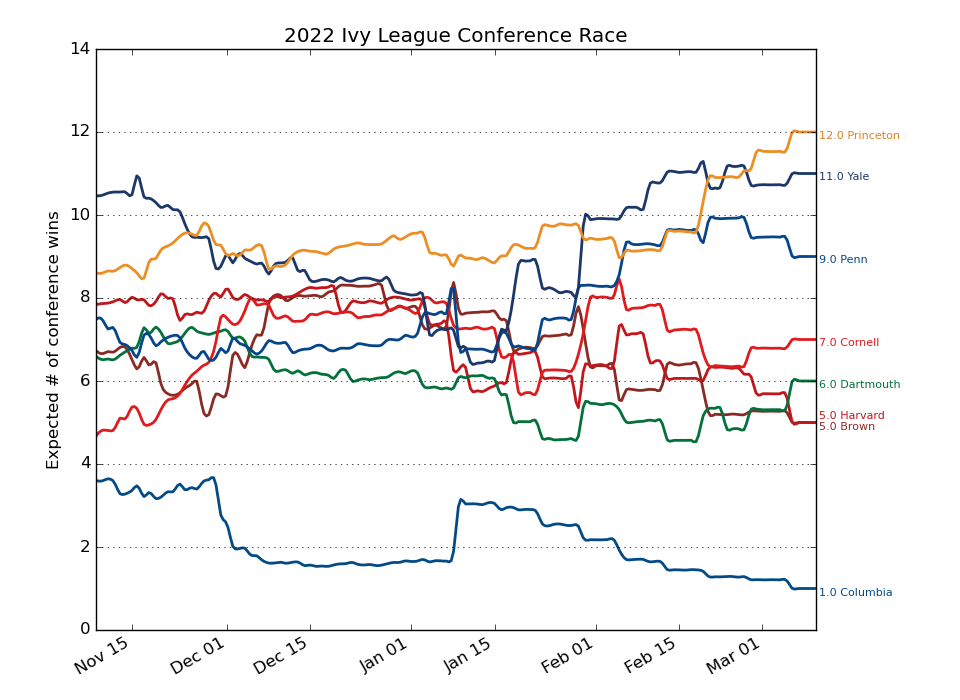 2022 Ivy League Conference Race
Expected # of conference wins
14
12
10
8
6
4
2
0
Nov 15
Dec 01
Dec 15
Jan 01
Jan 15
Feb 01
Feb 15
Mar 01
12.0 Princeton
11.0 Yale
9.0 Penn
7.0 Cornell
6.0 Dartmouth
5.0 Harvard
5.0 Brown
1.0 Columbia